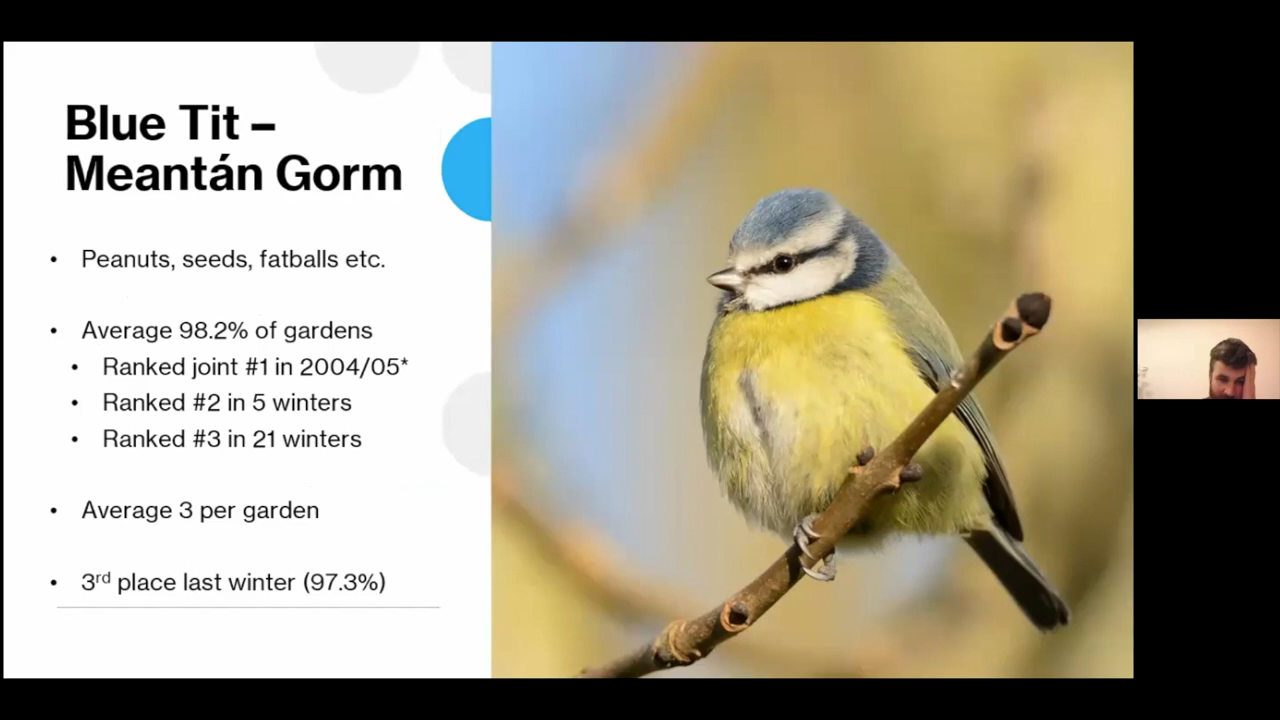 Blue Tit –
Meantán Gorm
• Peanuts, seeds, fatballs etc.
• Average 98.2% of gardens
• Ranked joint #1 in 2004/05*
• Ranked #2 in 5 winters
• Ranked #3 in 21 winters
• Average 3 per garden
• 3rd place last winter (97.3%)